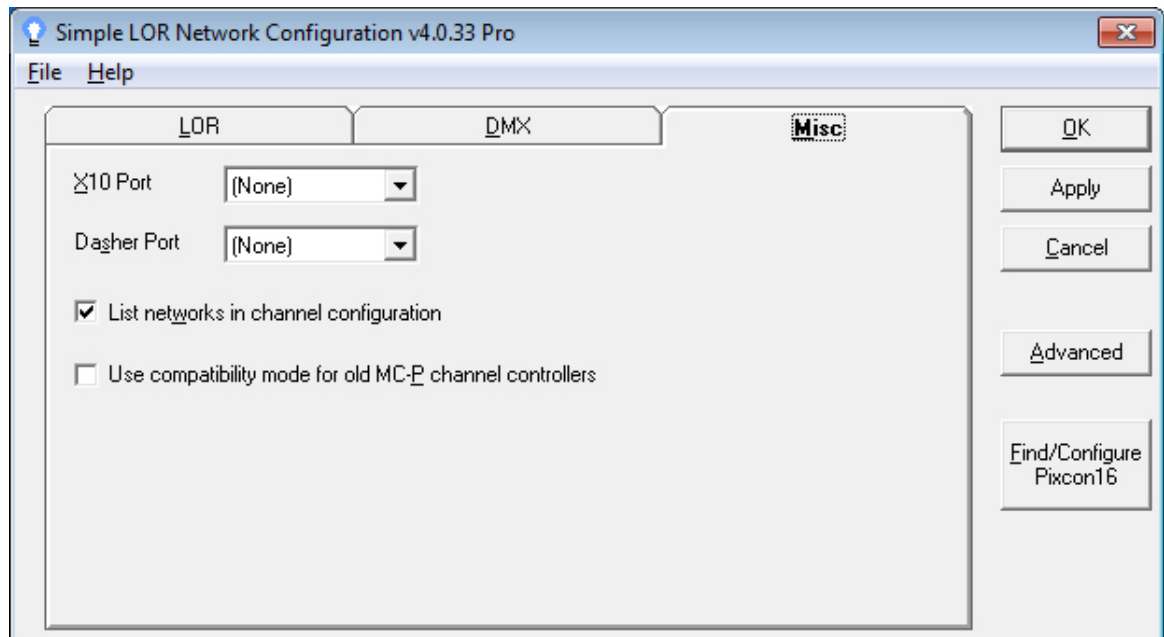 Simple LOR Network Configuration v4.0.33 Pro
File Help
LOR DMX Misc
X10 Port (None)
Dasher Port (None)
List networks in channel configuration
Use compatibility mode for old MC-P channel controllers
OK
Apply
Cancel
Advanced
Find/Configure
Pixcon16